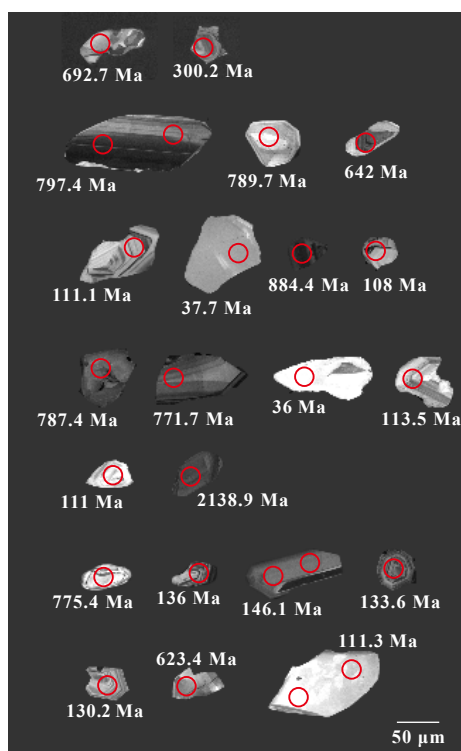 692.7 Ma 300.2 Ma
797.4 Ma 789.7 Ma 642 Ma
111.1 Ma 37.7 Ma 884.4 Ma 108 Ma
787.4 Ma 771.7 Ma 36 Ma 113.5 Ma
111 Ma 2138.9 Ma
775.4 Ma 136 Ma 146.1 Ma 133.6 Ma
130.2 Ma 623.4 Ma 111.3 Ma
50 μm